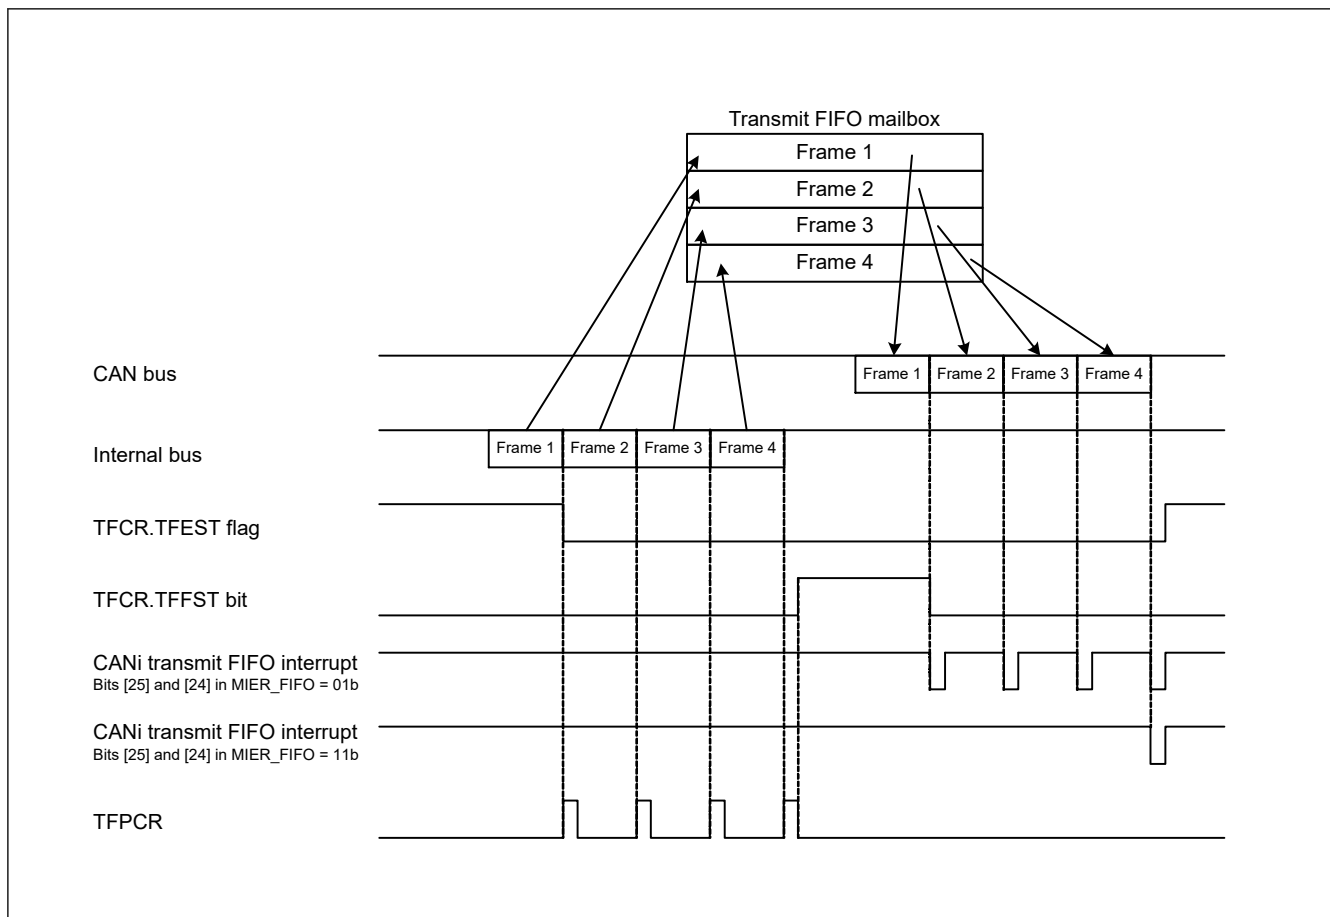 Transmit FIFO mailbox
Frame 1
Frame 2
Frame 3
Frame 4
CAN bus
Frame 1 Frame 2 Frame 3 Frame 4
Internal bus
Frame 1 Frame 2 Frame 3 Frame 4
TFCR.TFEST flag
TFCR.TFFST bit
CANi transmit FIFO interrupt
Bits [25] and [24] in MIER_FIFO = 01b
CANi transmit FIFO interrupt
Bits [25] and [24] in MIER_FIFO = 11b
TFPCR